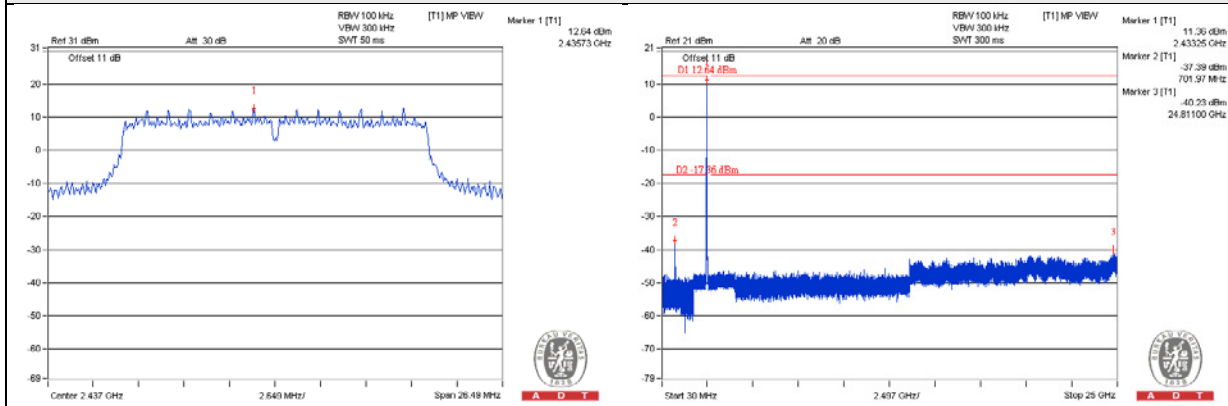 RBW 100 kHz
[T1] MP VIEW
VBW 300 kHz
Ref 31 dBm
Att 30 dB
SWT 50 ms
Marker 1 [T1]
12.64 dBm
2.43573 GHz
Offset 11 dB
31
20
10
0
-10
-20
-30
-40
-50
-60
-69
1
Center 2.437 GHz
2.649 MHz/
Span 26.49 MHz
BUREAU VERITAS
1828
A D T
RBW 100 kHz
[T1] MP VIEW
VBW 300 kHz
Ref 21 dBm
Att 20 dB
SWT 300 ms
Marker 1 [T1]
11.36 dBm
2.43325 GHz
Marker 2 [T1]
-37.39 dBm
701.97 MHz
Marker 3 [T1]
-40.23 dBm
24.81100 GHz
Offset 11 dB
D1 12.64 dBm
D2 -17.36 dBm
21
10
0
-10
-20
-30
-40
-50
-60
-70
-79
2
3
Start 30 MHz
2.497 GHz/
Stop 25 GHz
BUREAU VERITAS
1828
A D T